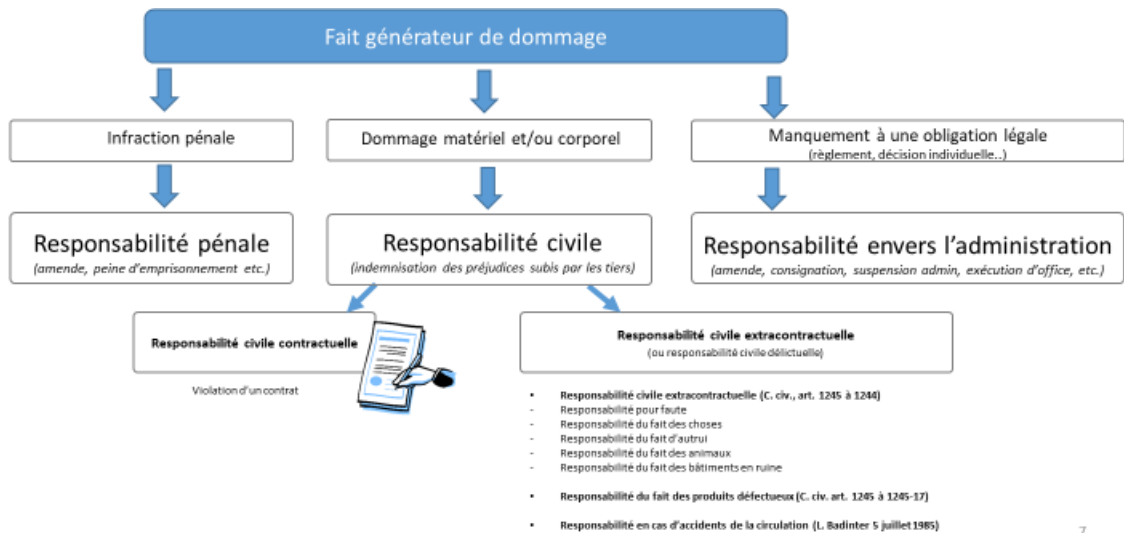 Fait générateur de dommage
Infraction pénale
Dommage matériel et/ou corporel
Manquement à une obligation légale
(règlement, décision individuelle..)
Responsabilité pénale
(amende, peine d’emprisonnement etc.)
Responsabilité civile
(indemnisation des préjudices subis par les tiers)
Responsabilité envers l’administration
(amende, consignation, suspension admin, exécution d’office, etc.)
Responsabilité civile contractuelle
Violation d’un contrat
Responsabilité civile extracontractuelle
(ou responsabilité civile délictuelle)
• Responsabilité civile extracontractuelle (C. civ., art. 1245 à 1244)
- Responsabilité pour faute
- Responsabilité du fait des choses
- Responsabilité du fait d’autrui
- Responsabilité du fait des animaux
- Responsabilité du fait des bâtiments en ruine
• Responsabilité du fait des produits défectueux (C. civ. art. 1245 à 1245-17)
• Responsabilité en cas d’accidents de la circulation (L. Badinter 5 juillet 1985)
7